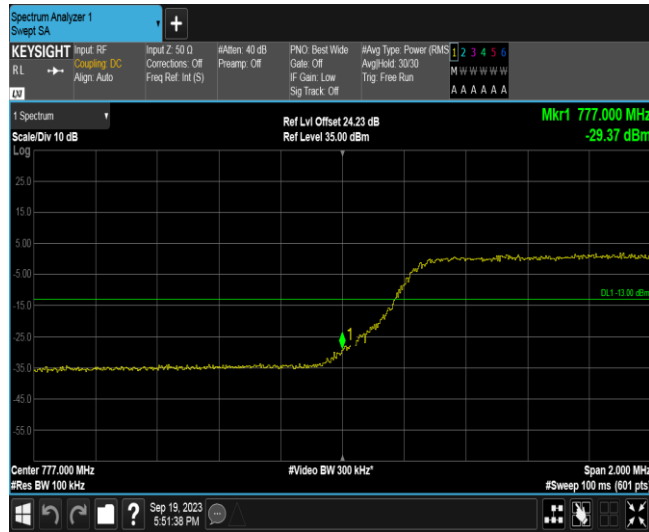 Spectrum Analyzer 1
Swept SA
KEYSIGHT Input: RF Input Z: 50 Ω #Atten: 40 dB PNO: Best Wide #Avg Type: Power (RMS 1 2 3 4 5 6
RL Coupling: DC Corrections: Off Preamp: Off Gate: Off Avg|Hold: 30/30 M W W W W W
Align: Auto Freq Ref: Int (S) IF Gain: Low Trig: Free Run
LXI Sig Track: Off A A A A A A
1 Spectrum Mkr1 777.000 MHz
Ref Lvl Offset 24.23 dB
Scale/Div 10 dB Ref Level 35.00 dBm -29.37 dBm
Log
25.0
15.0
5.00
-5.00
DL1 -13.00 dBm
-15.0
-25.0
1
-35.0
-45.0
-55.0
Center 777.000 MHz #Video BW 300 kHz* Span 2.000 MHz
#Res BW 100 kHz #Sweep 100 ms (601 pts)
? Sep 19, 2023
5:51:38 PM